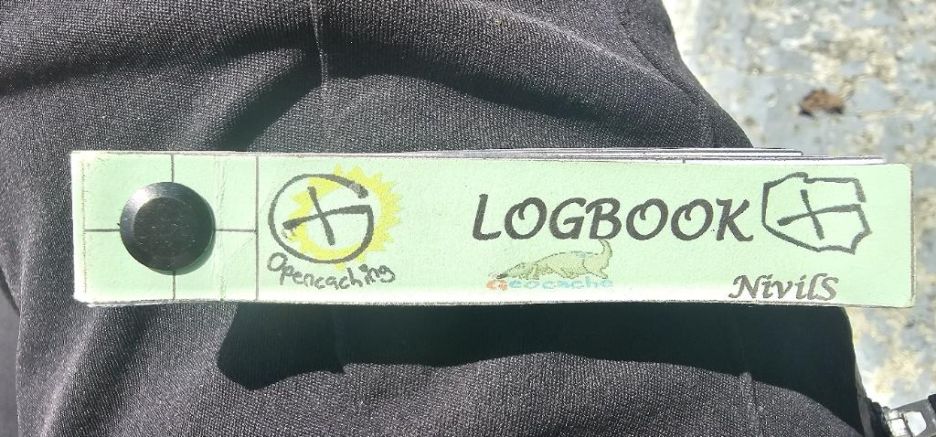 Opencaching
LOGBOOK
Geocache
NivilS